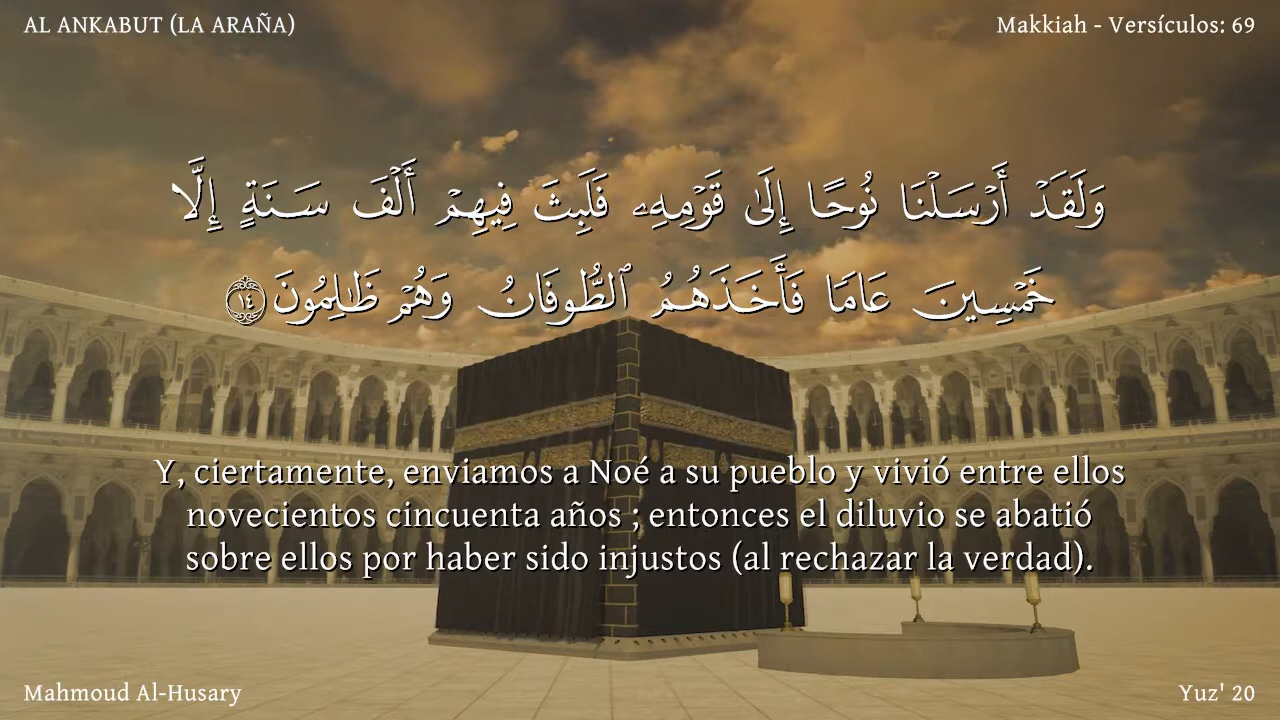 AL ANKABUT (LA ARAÑA)
Makkiah - Versículos: 69
وَلَقَدْ أَرْسَلْنَا نُوحًا إِلَىٰ قَوْمِهِۦ فَلَبِثَ فِيهِمْ أَلْفَ سَنَةٍ إِلَّا
خَمْسِينَ عَامًا فَأَخَذَهُمُ ٱلطُّوفَانُ وَهُمْ ظَٰلِمُونَ ١٤
Y, ciertamente, enviamos a Noé a su pueblo y vivió entre ellos
novecientos cincuenta años ; entonces el diluvio se abatió
sobre ellos por haber sido injustos (al rechazar la verdad).
Mahmoud Al-Husary
Yuz' 20